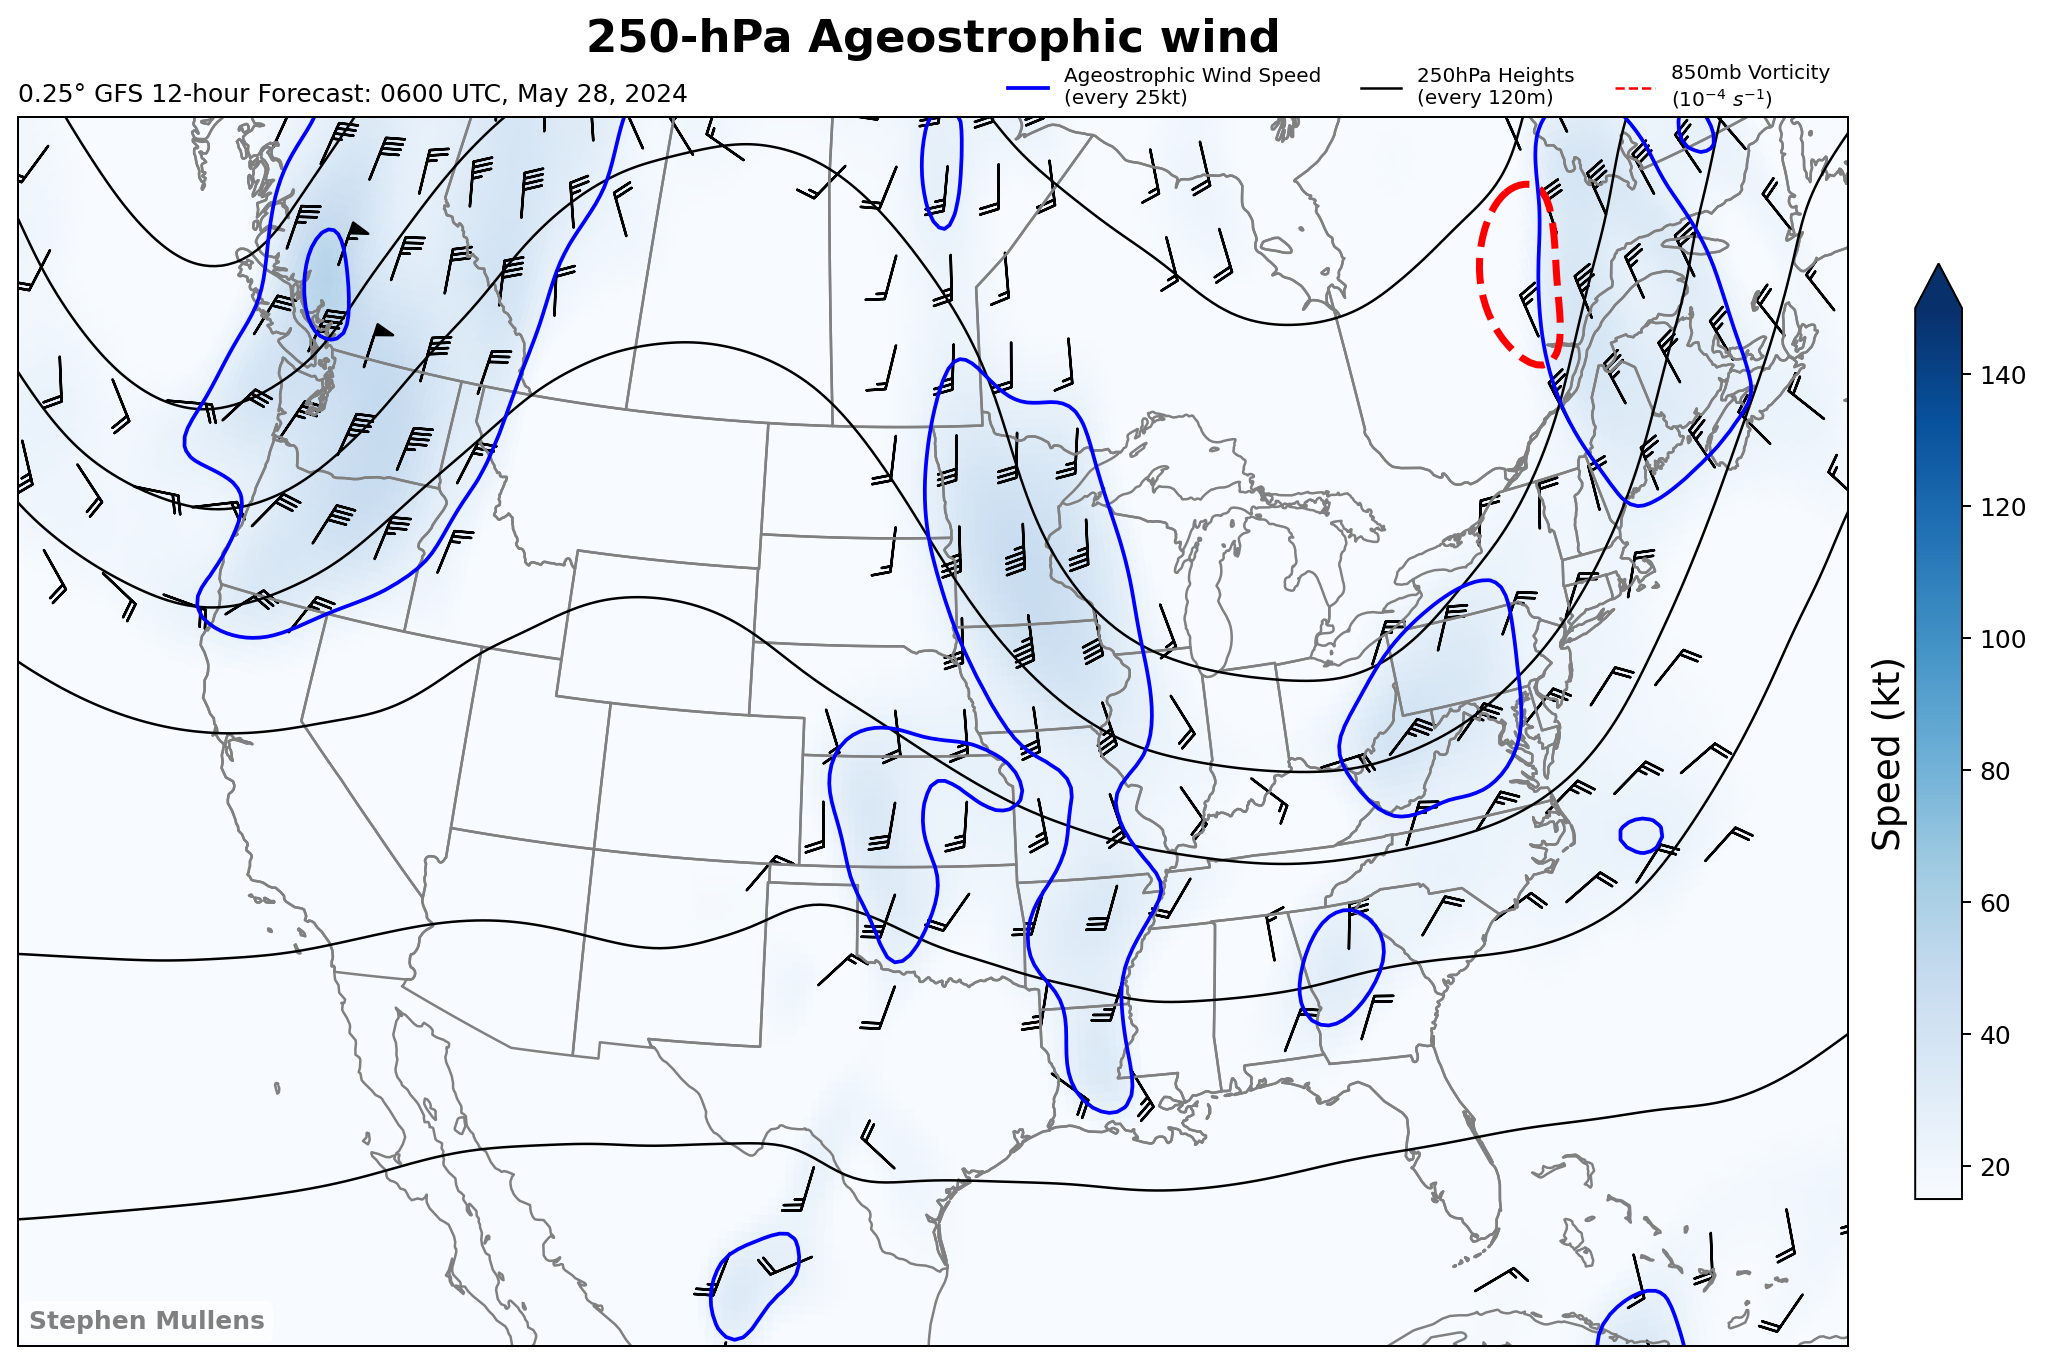 250-hPa Ageostrophic wind
0.25° GFS 12-hour Forecast: 0600 UTC, May 28, 2024
Ageostrophic Wind Speed
(every 25kt)
250hPa Heights
(every 120m)
850mb Vorticity
(10⁻⁴ s⁻¹)
140
120
100
80
60
40
20
Speed (kt)
Stephen Mullens